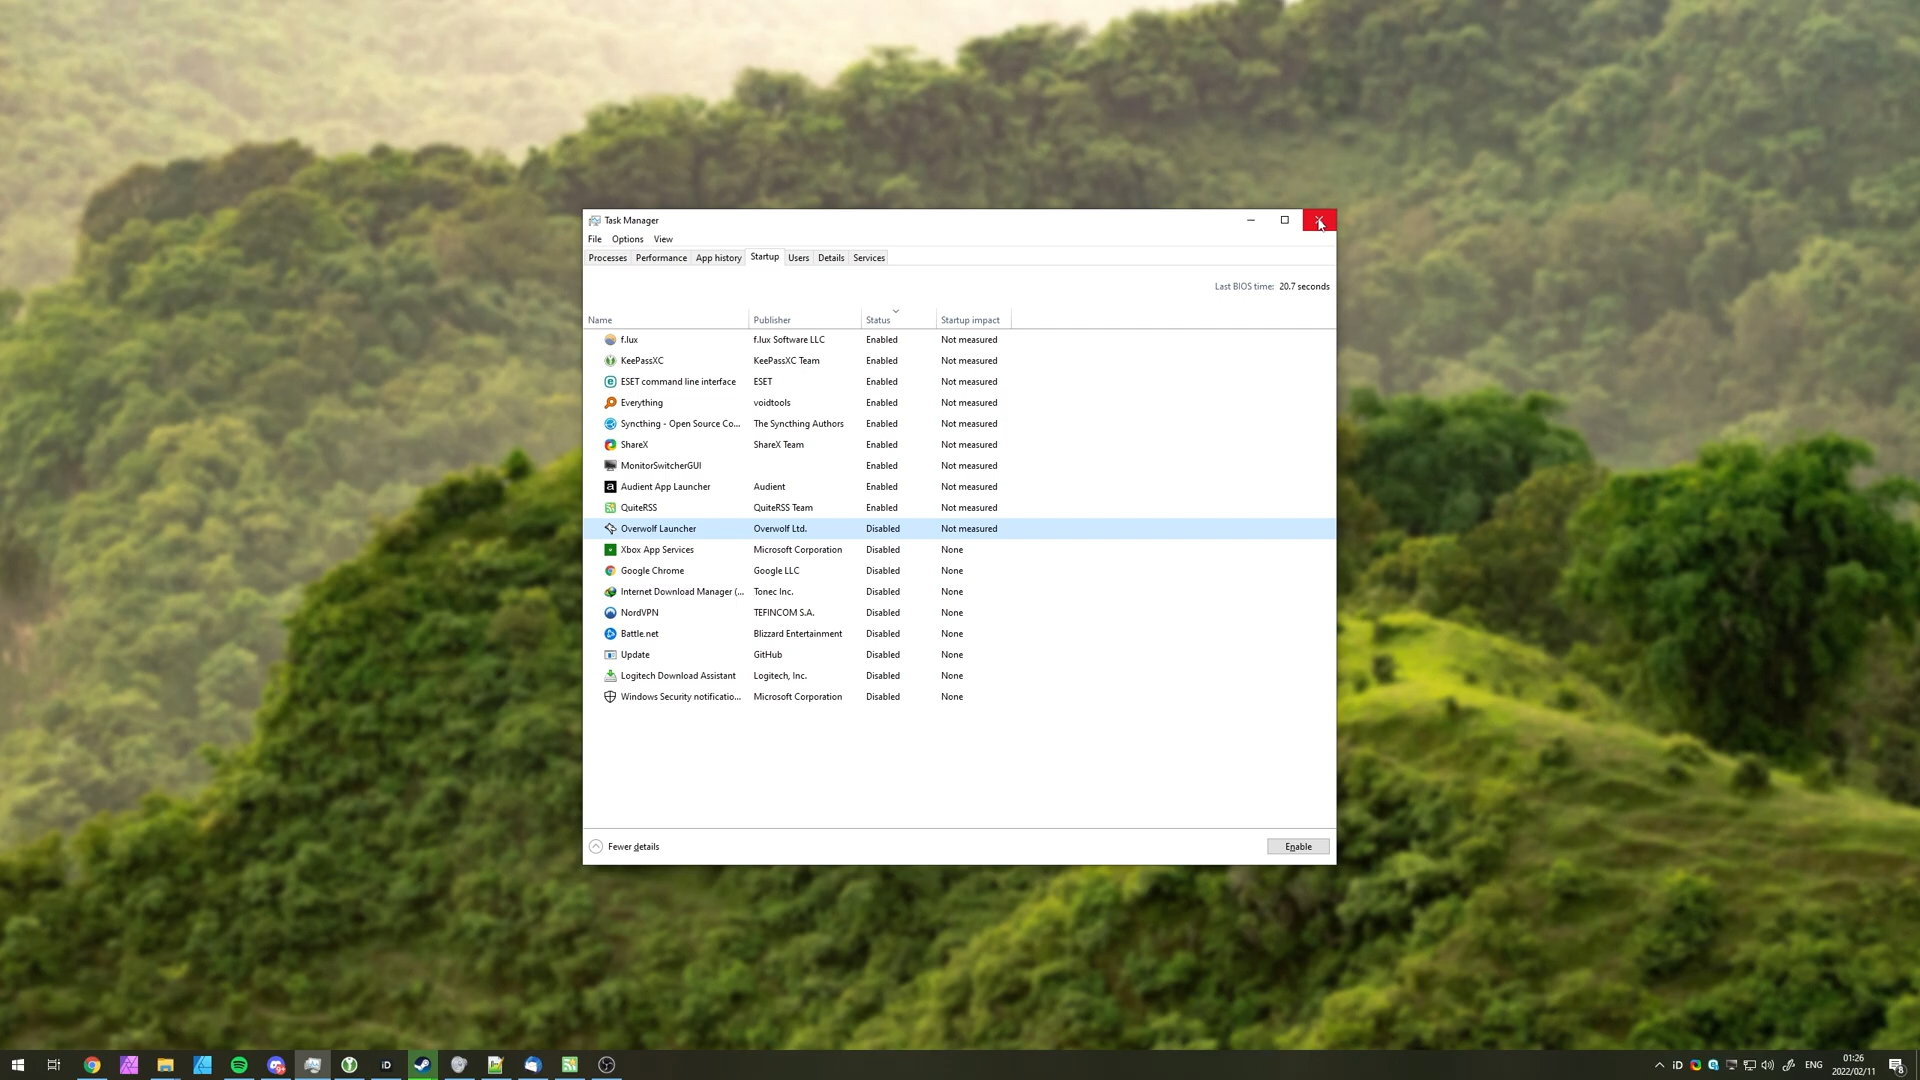 Task Manager
File Options View
Processes Performance App history Startup Users Details Services
Last BIOS time: 20.7 seconds
Name Publisher Status Startup impact
f.lux f.lux Software LLC Enabled Not measured
KeePassXC KeePassXC Team Enabled Not measured
ESET command line interface ESET Enabled Not measured
Everything voidtools Enabled Not measured
Syncthing - Open Source Co... The Syncthing Authors Enabled Not measured
ShareX ShareX Team Enabled Not measured
MonitorSwitcherGUI Enabled Not measured
Audient App Launcher Audient Enabled Not measured
QuiteRSS QuiteRSS Team Enabled Not measured
Overwolf Launcher Overwolf Ltd. Disabled Not measured
Xbox App Services Microsoft Corporation Disabled None
Google Chrome Google LLC Disabled None
Internet Download Manager (... Tonec Inc. Disabled None
NordVPN TEFINCOM S.A. Disabled None
Battle.net Blizzard Entertainment Disabled None
Update GitHub Disabled None
Logitech Download Assistant Logitech, Inc. Disabled None
Windows Security notificatio... Microsoft Corporation Disabled None
Fewer details Enable
iD iD ENG 01:26
2022/02/11 8